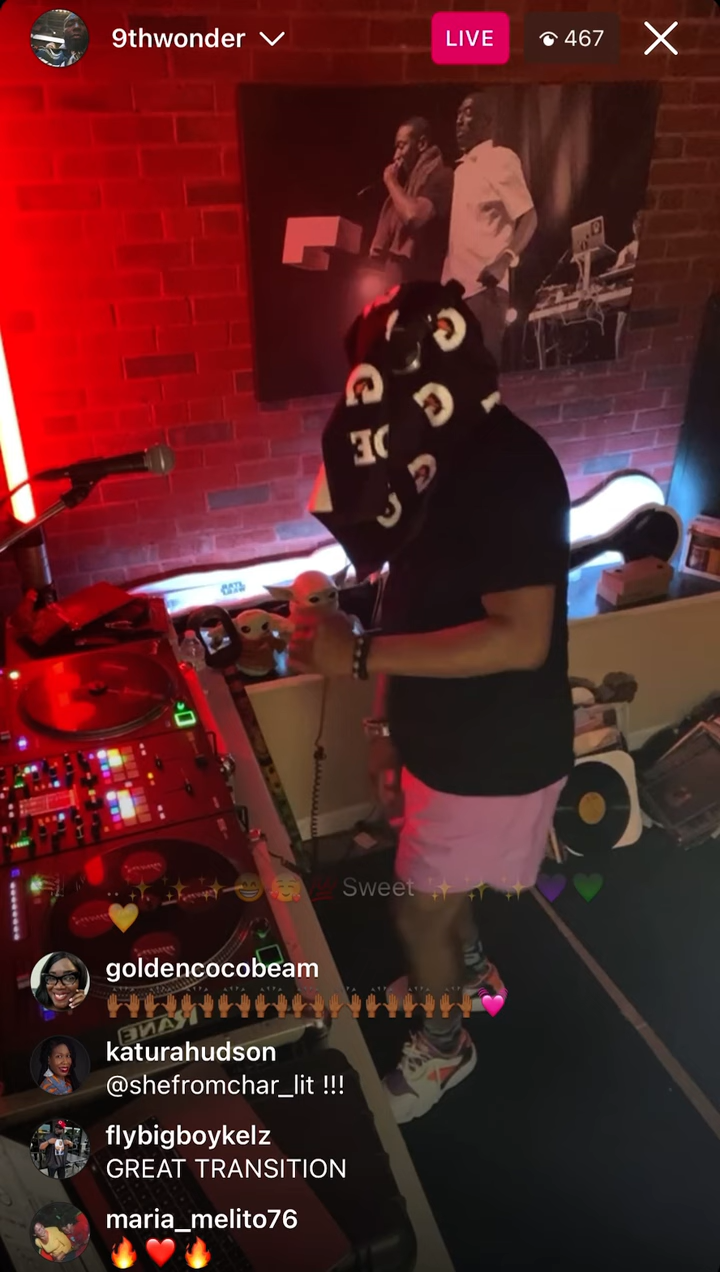 9thwonder
LIVE
467
Sweet
goldencocobeam
katurahudson
@shefromchar_lit !!!
flybigboykelz
GREAT TRANSITION
maria_melito76